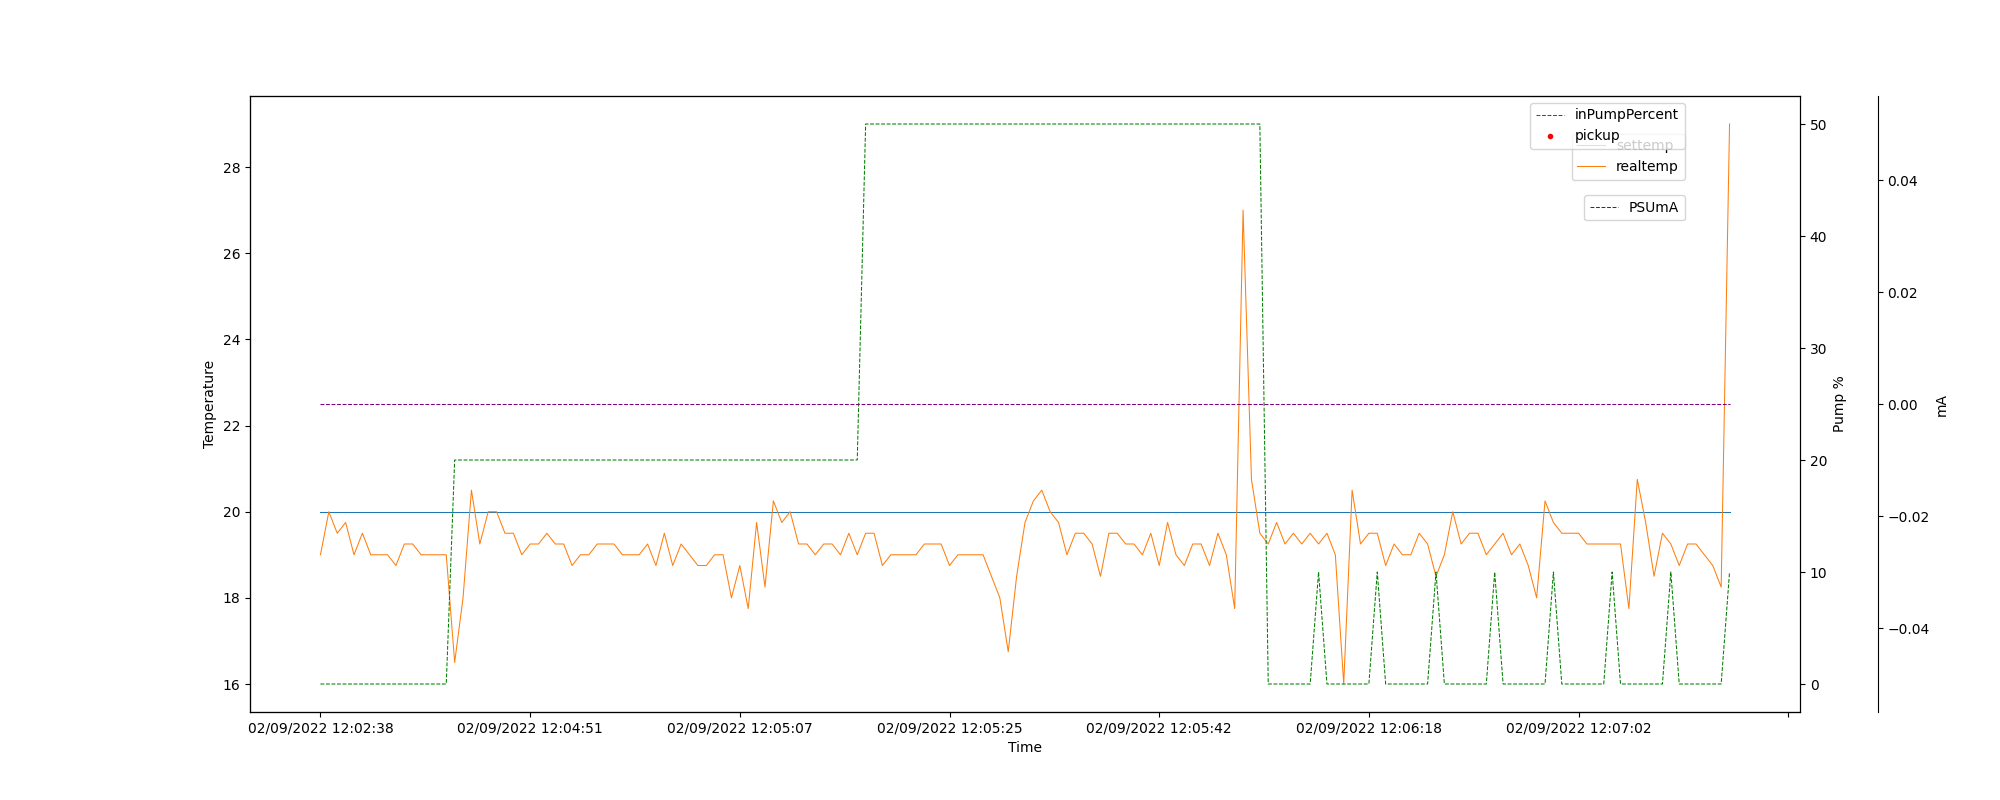 inPumpPercent
pickup
settemp
realtemp
PSUmA
28
26
24
22
20
18
16
Temperature
50
40
30
20
10
0
Pump %
0.04
0.02
0.00
−0.02
−0.04
mA
02/09/2022 12:02:38
02/09/2022 12:04:51
02/09/2022 12:05:07
02/09/2022 12:05:25
02/09/2022 12:05:42
02/09/2022 12:06:18
02/09/2022 12:07:02
Time